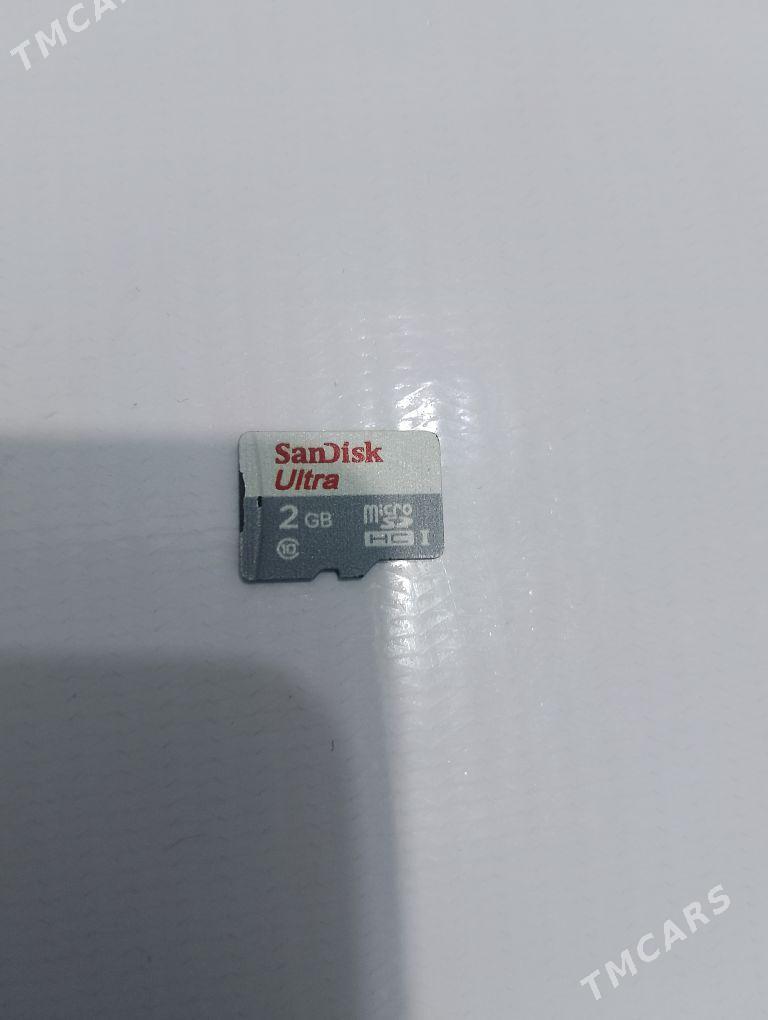 TMCARS
SanDisk
Ultra
2 GB
micro
SD
HC I
10
TMCARS